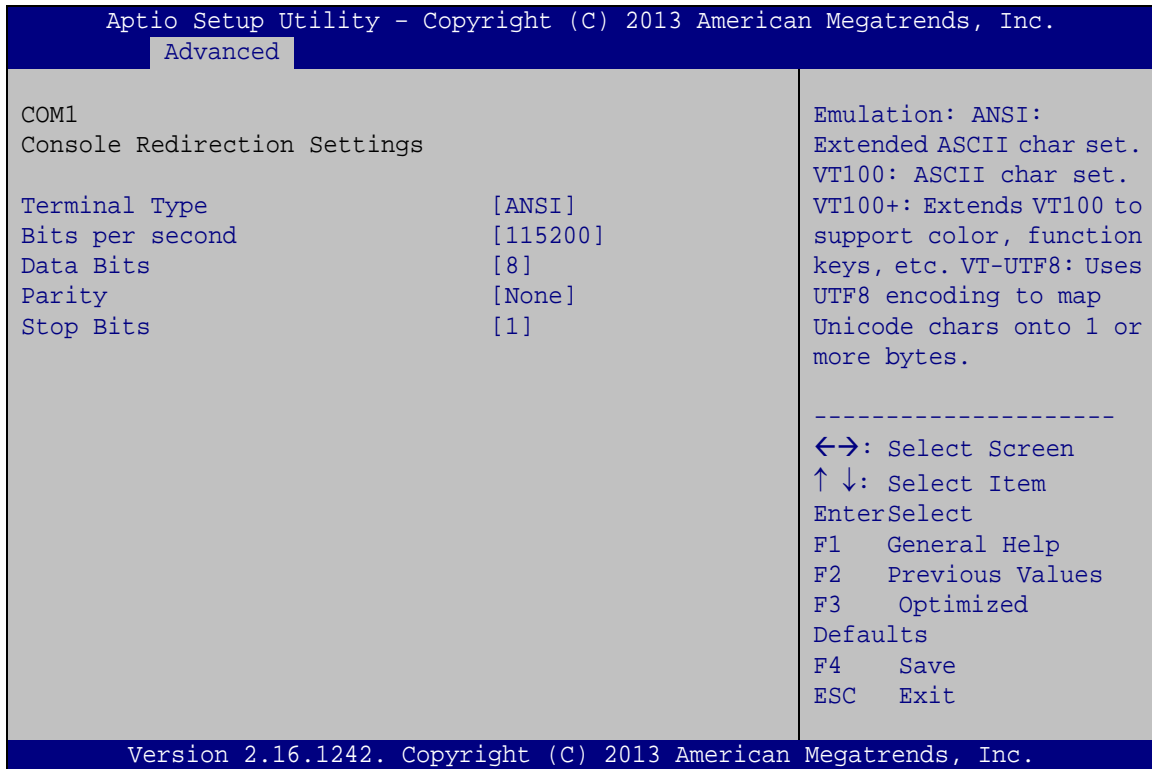 Aptio Setup Utility – Copyright (C) 2013 American Megatrends, Inc.
Advanced
COM1
Console Redirection Settings
Terminal Type [ANSI]
Bits per second [115200]
Data Bits [8]
Parity [None]
Stop Bits [1]
Emulation: ANSI:
Extended ASCII char set.
VT100: ASCII char set.
VT100+: Extends VT100 to
support color, function
keys, etc. VT-UTF8: Uses
UTF8 encoding to map
Unicode chars onto 1 or
more bytes.
---------------------
←→: Select Screen
↑ ↓: Select Item
EnterSelect
F1 General Help
F2 Previous Values
F3 Optimized
Defaults
F4 Save
ESC Exit
Version 2.16.1242. Copyright (C) 2013 American Megatrends, Inc.